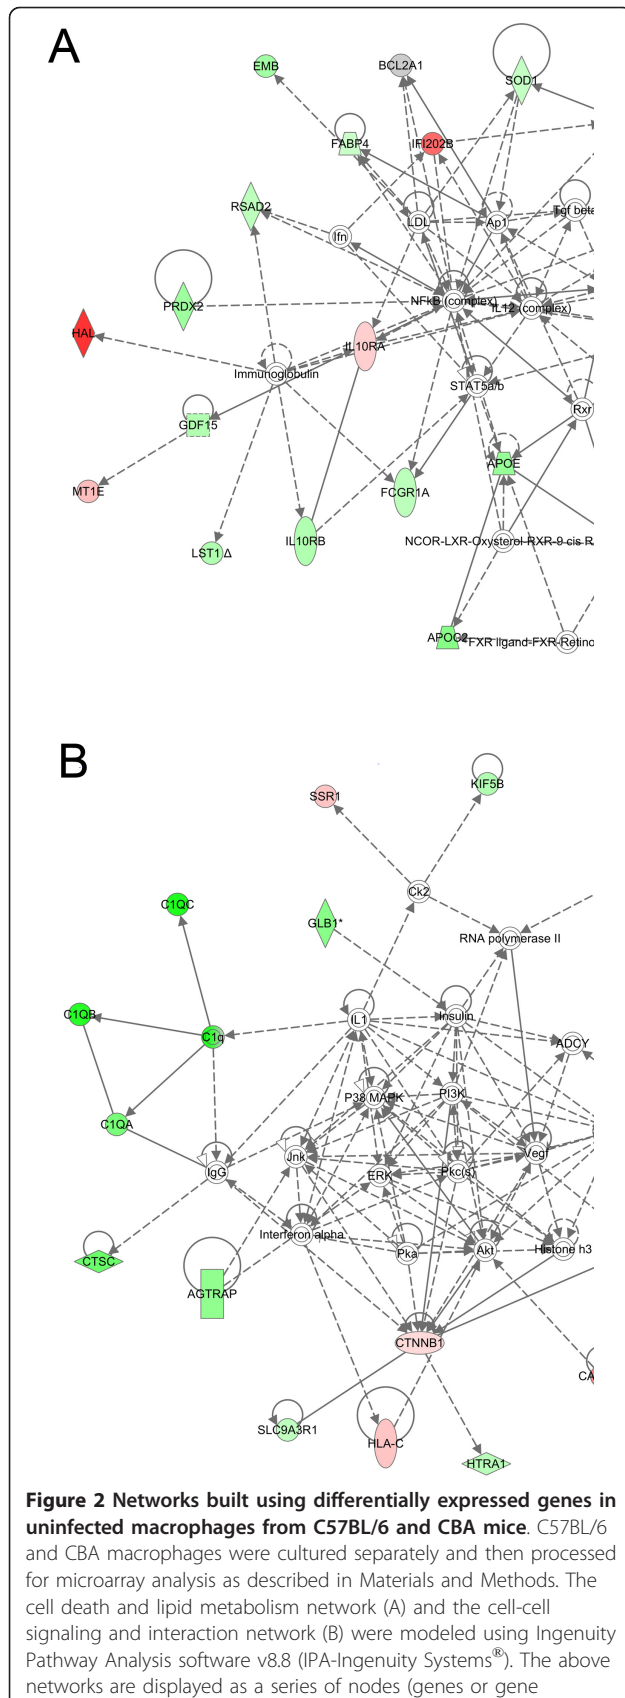 A
EMB
BCL2A1
SOD1
FABP4
IFI202B
RSAD2
LDL
Ap1
Tgf beta
Ifn
PRDX2
NFkB (complex)
IL12 (complex)
HAL
IL10RA
Immunoglobulin
STAT5a/b
Rxr
GDF15
APOE
MT1E
FCGR1A
LST1 Δ
IL10RB
NCOR-LXR-Oxysterol-RXR-9 cis R
APOC2
FXR ligand-FXR-Retino
B
KIF5B
SSR1
Ck2
C1QC
GLB1*
RNA polymerase II
C1QB
IL1
Insulin
C1q
ADCY
P38 MAPK
PI3K
C1QA
Jnk
Vegf
IgG
ERK
Pkc(s)
Interferon alpha
Pka
Akt
Histone h3
CTSC
AGTRAP
CTNNB1
CA
SLC9A3R1
HLA-C
HTRA1
Figure 2 Networks built using differentially expressed genes in
uninfected macrophages from C57BL/6 and CBA mice. C57BL/6
and CBA macrophages were cultured separately and then processed
for microarray analysis as described in Materials and Methods. The
cell death and lipid metabolism network (A) and the cell-cell
signaling and interaction network (B) were modeled using Ingenuity
Pathway Analysis software v8.8 (IPA-Ingenuity Systems®). The above
networks are displayed as a series of nodes (genes or gene